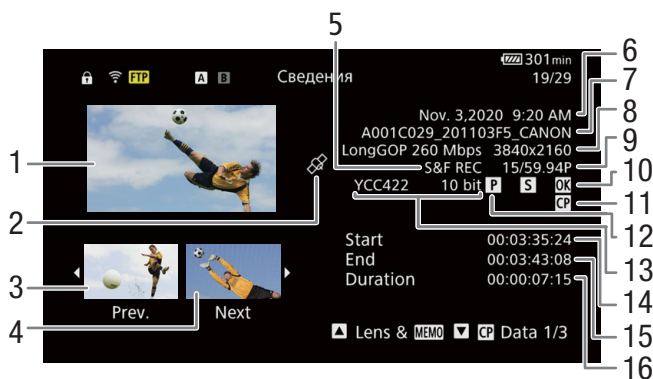 5
301min
6
FTP A B Сведения 19/29
7
Nov. 3,2020 9:20 AM
8
A001C029_201103F5_CANON
9
LongGOP 260 Mbps 3840x2160
1
S&F REC 15/59.94P
10
2
YCC422 10 bit P S OK
11
CP
12
Start 00:03:35:24
13
End 00:03:43:08
14
3
Duration 00:00:07:15
15
4
Prev. Next
Lens & MEMO CP Data 1/3
16